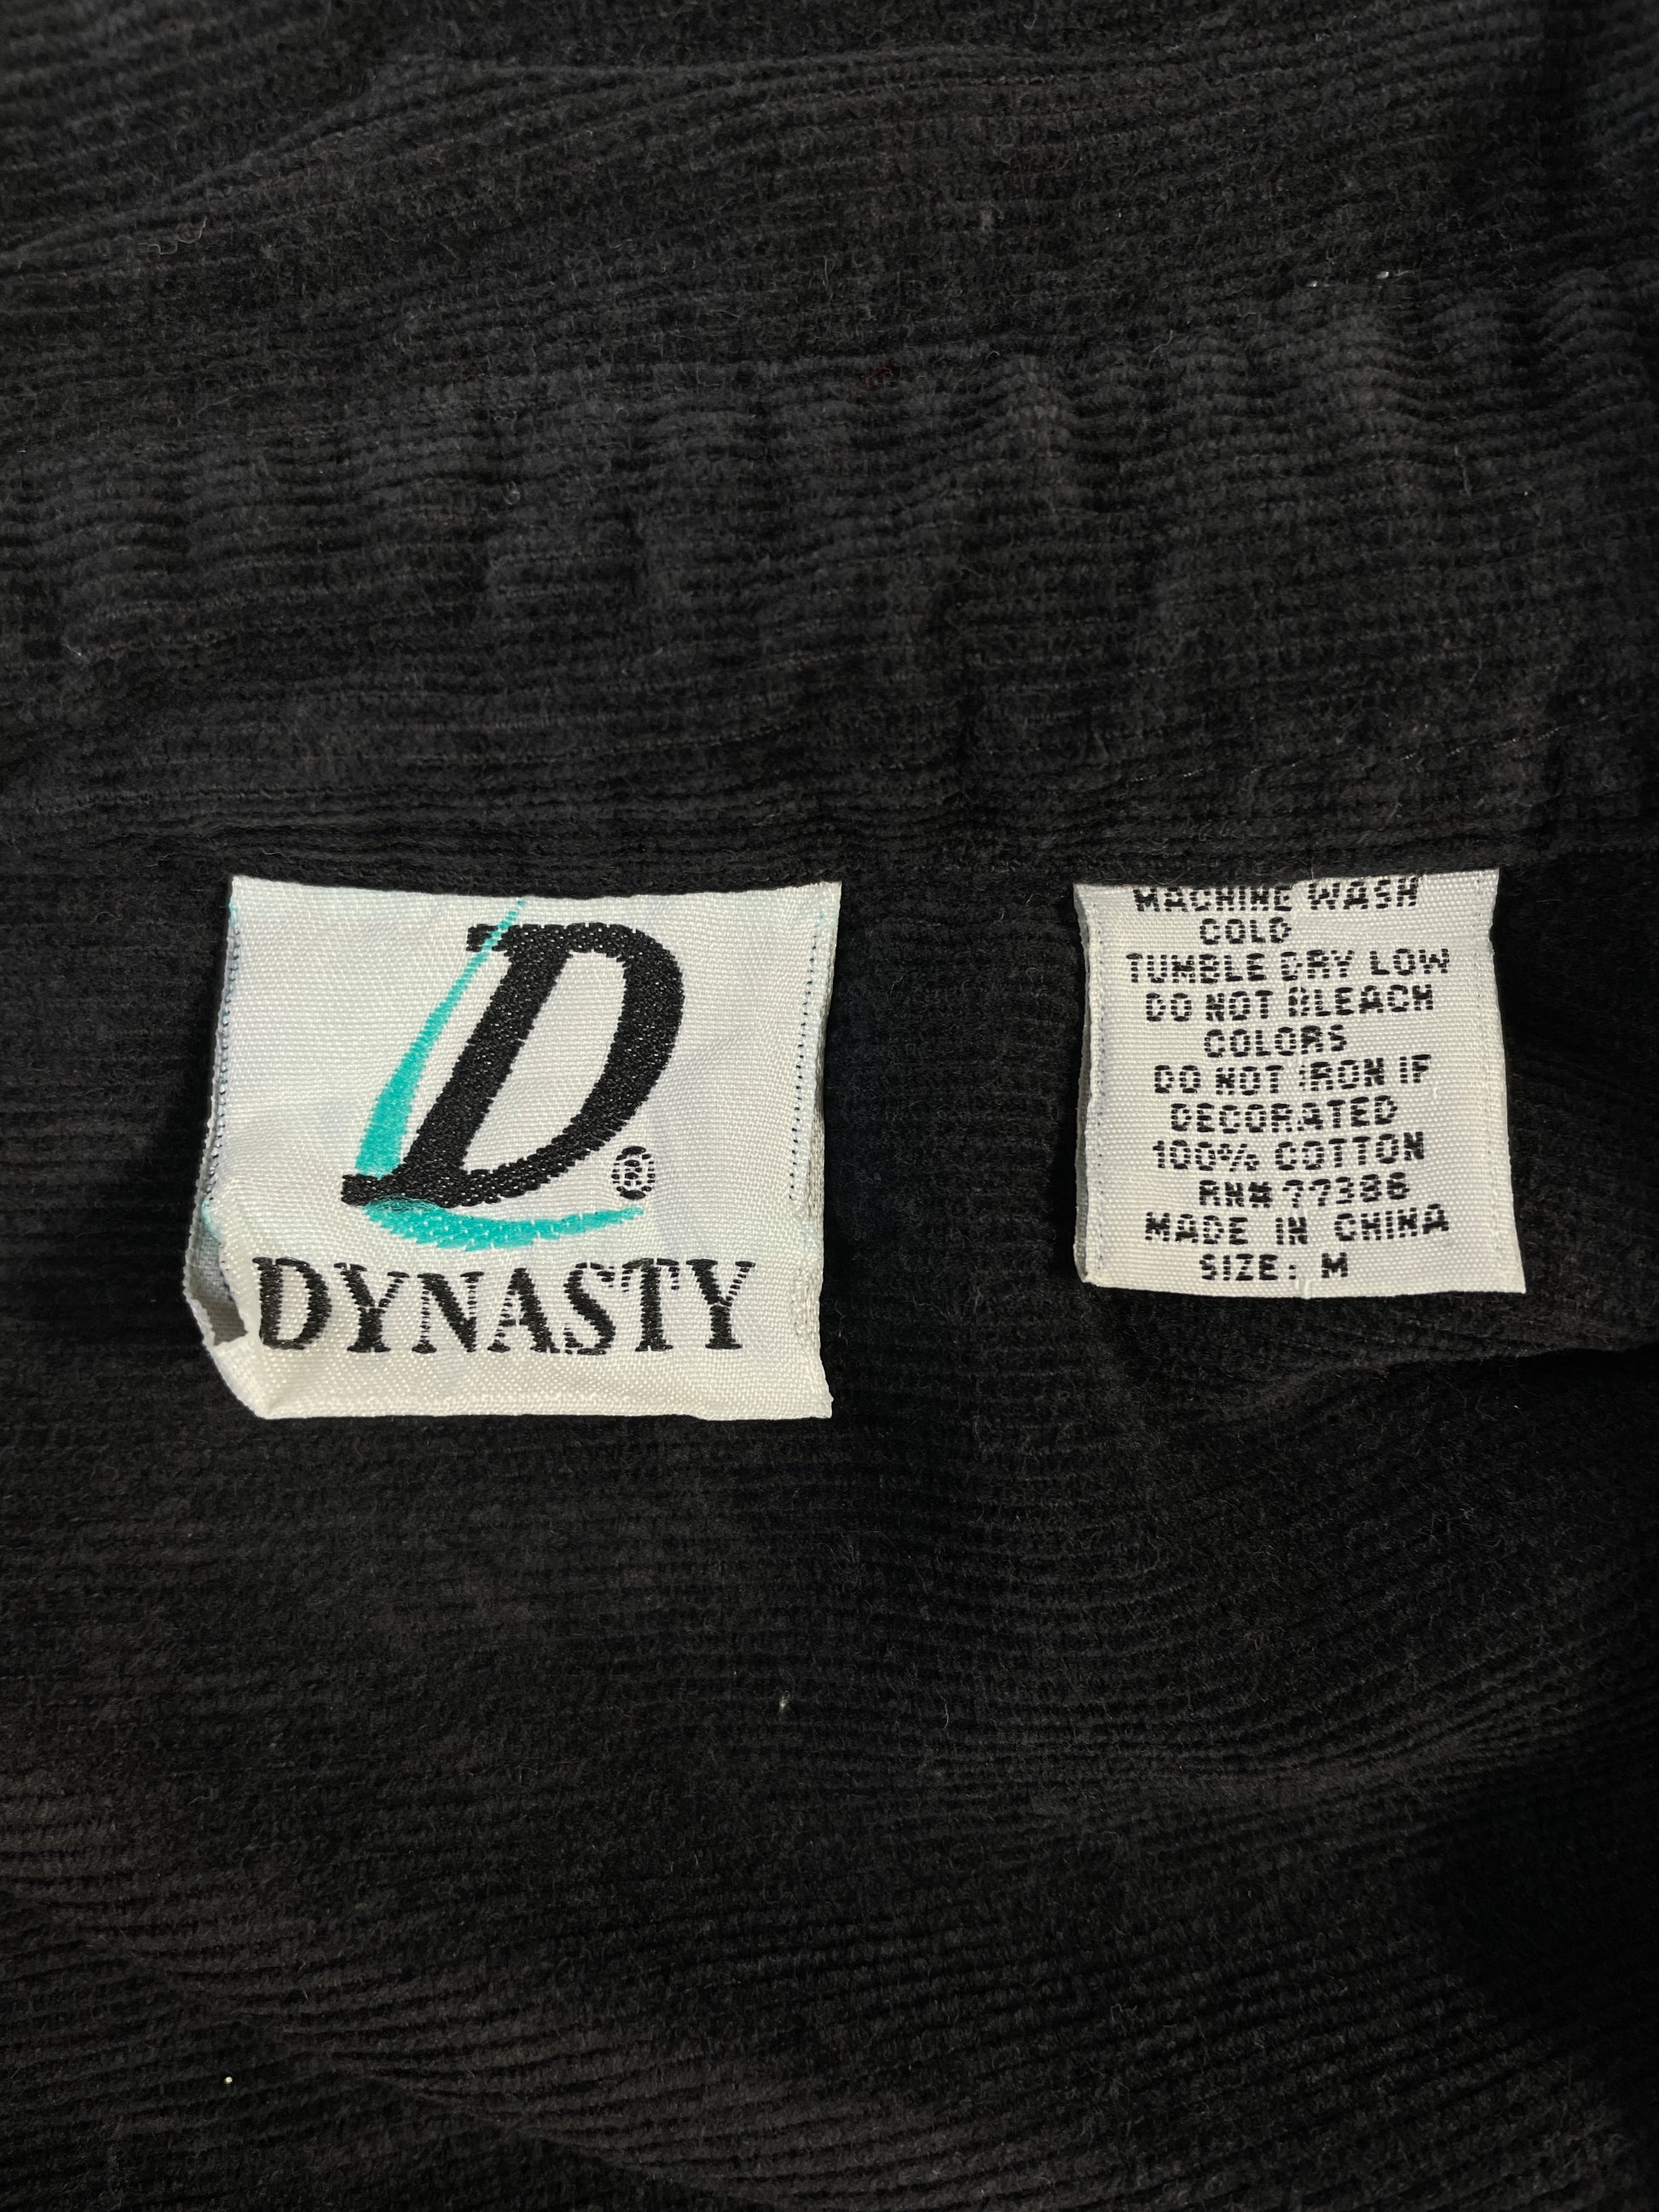 D®
DYNASTY
MACHINE WASH
COLD
TUMBLE DRY LOW
DO NOT BLEACH
COLORS
DO NOT IRON IF
DECORATED
100% COTTON
RN# 77386
MADE IN CHINA
SIZE: M